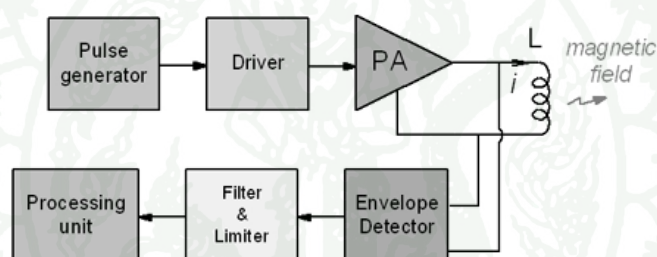 Pulse
generator
Driver
PA
L
i
magnetic
field
Processing
unit
Filter
&
Limiter
Envelope
Detector